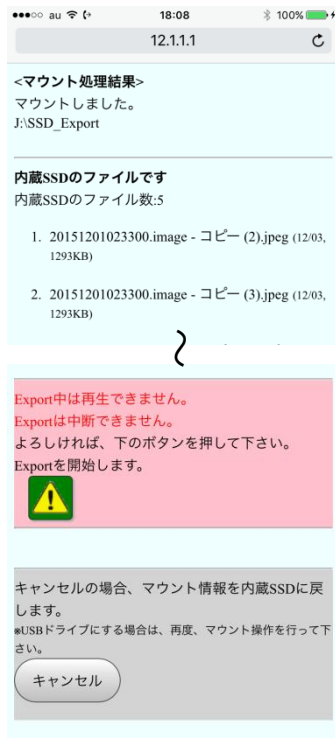 au 18:08 100%
12.1.1.1
<マウント処理結果>
マウントしました。
J:\SSD_Export
内蔵SSDのファイルです
内蔵SSDのファイル数:5
1. 20151201023300.image - コピー (2).jpeg (12/03,
1293KB)
2. 20151201023300.image - コピー (3).jpeg (12/03,
1293KB)
Export中は再生できません。
Exportは中断できません。
よろしければ、下のボタンを押して下さい。
Exportを開始します。
キャンセルの場合、マウント情報を内蔵SSDに戻
します。
※USBドライブにする場合は、再度、マウント操作を行って下
さい。
キャンセル